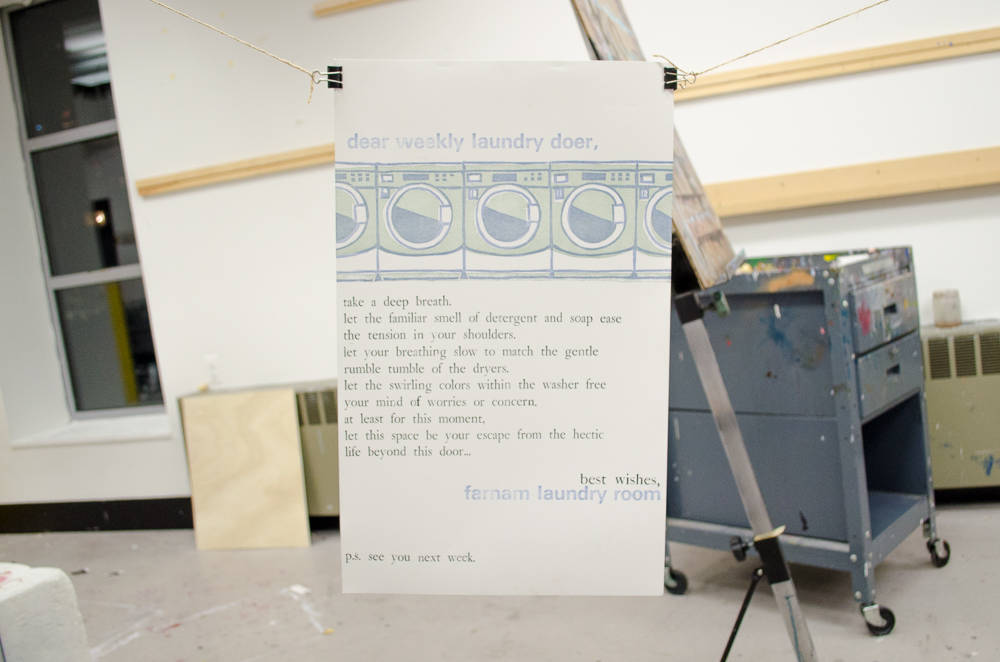 dear weekly laundry doer,
take a deep breath.
let the familiar smell of detergent and soap ease
the tension in your shoulders.
let your breathing slow to match the gentle
rumble tumble of the dryers.
let the swirling colors within the washer free
your mind of worries or concern,
at least for this moment,
let this space be your escape from the hectic
life beyond this door...
best wishes,
farnam laundry room
p.s. see you next week.